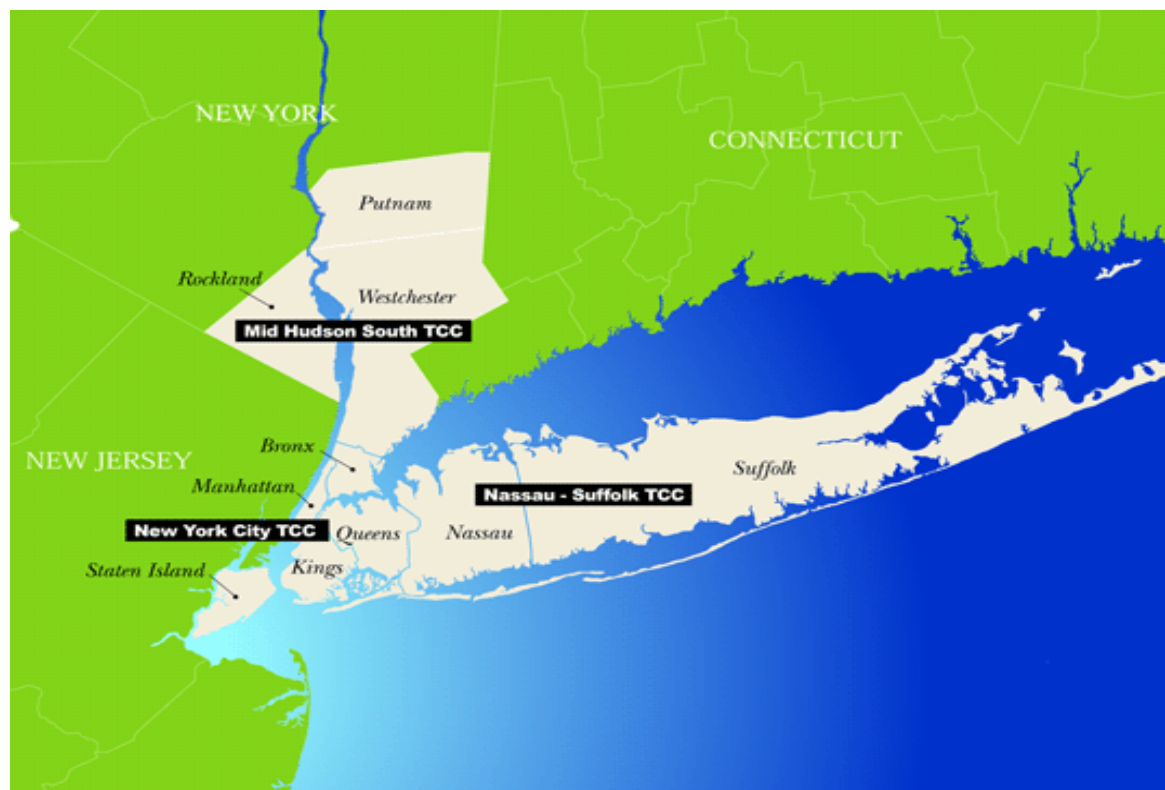 NEW YORK
CONNECTICUT
Putnam
Rockland
Westchester
Mid Hudson South TCC
Bronx
NEW JERSEY
Manhattan
Suffolk
Nassau - Suffolk TCC
New York City TCC
Queens
Nassau
Kings
Staten Island